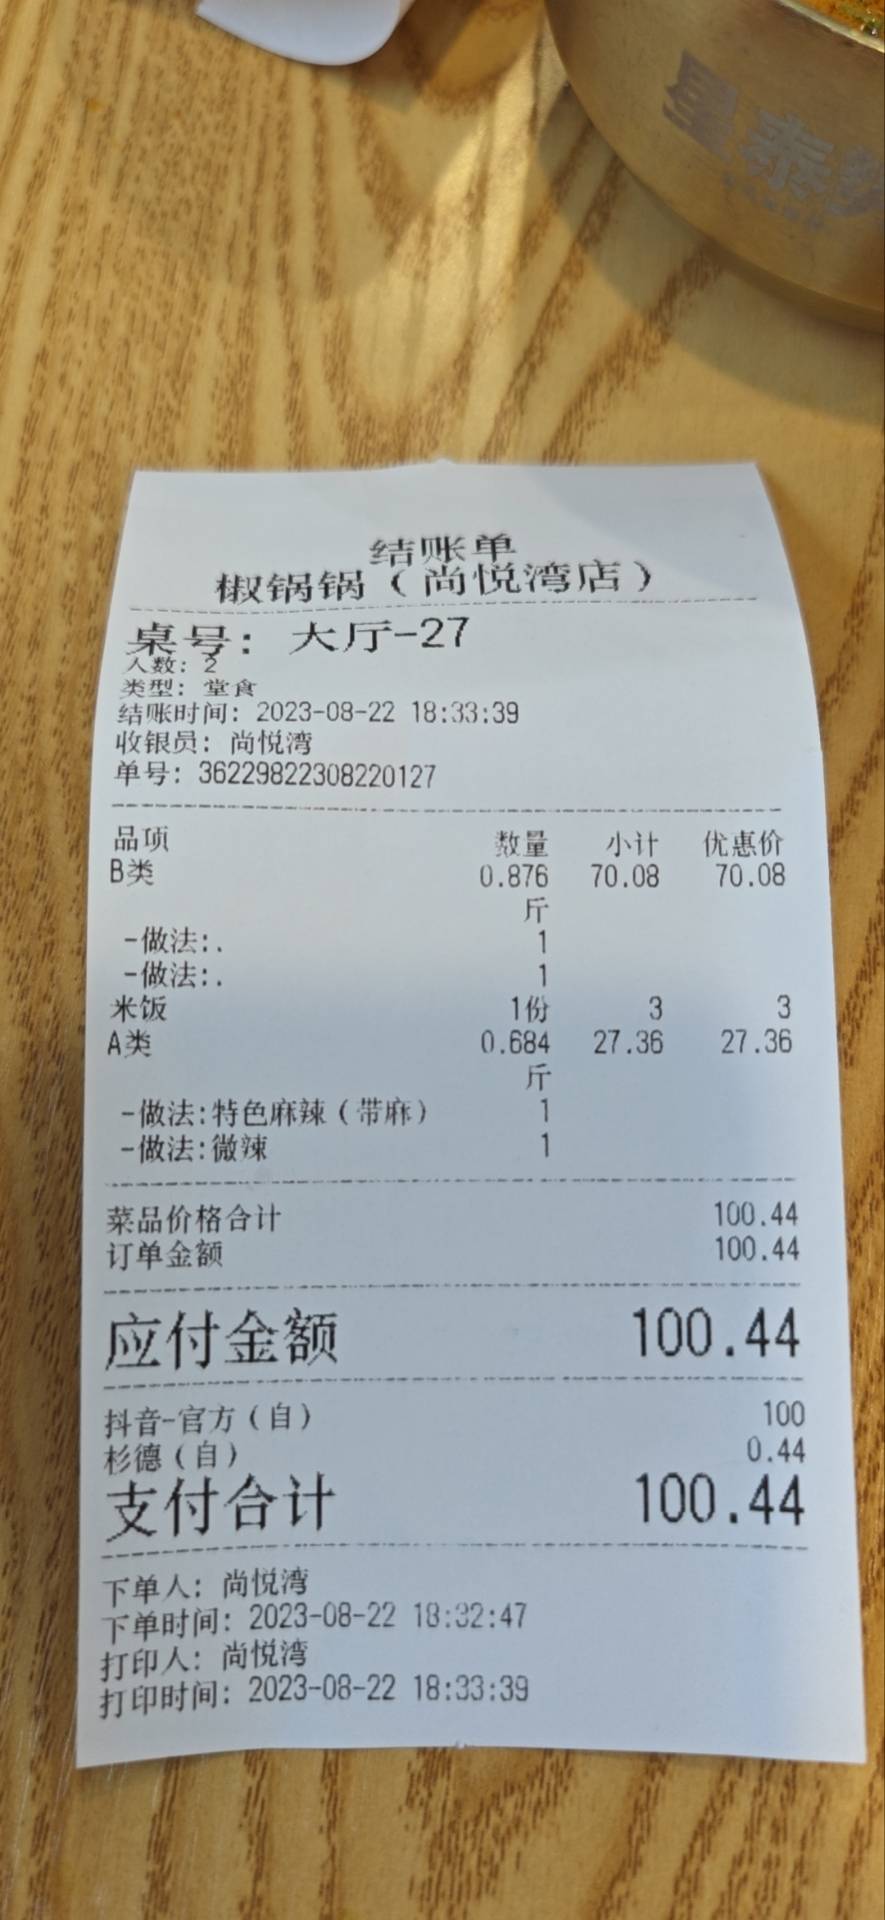 星泰
结账单
椒锅锅（尚悦湾店）
桌号: 大厅-27
人数: 2
类型: 堂食
结账时间: 2023-08-22 18:33:39
收银员: 尚悦湾
单号: 36229822308220127
品项 数量 小计 优惠价
B类 0.876 70.08 70.08
斤
-做法:. 1
-做法:. 1
米饭 1份 3 3
A类 0.684 27.36 27.36
斤
-做法:特色麻辣（带麻） 1
-做法:微辣 1
菜品价格合计 100.44
订单金额 100.44
应付金额 100.44
抖音-官方（自） 100
杉德（自） 0.44
支付合计 100.44
下单人: 尚悦湾
下单时间: 2023-08-22 18:32:47
打印人: 尚悦湾
打印时间: 2023-08-22 18:33:39